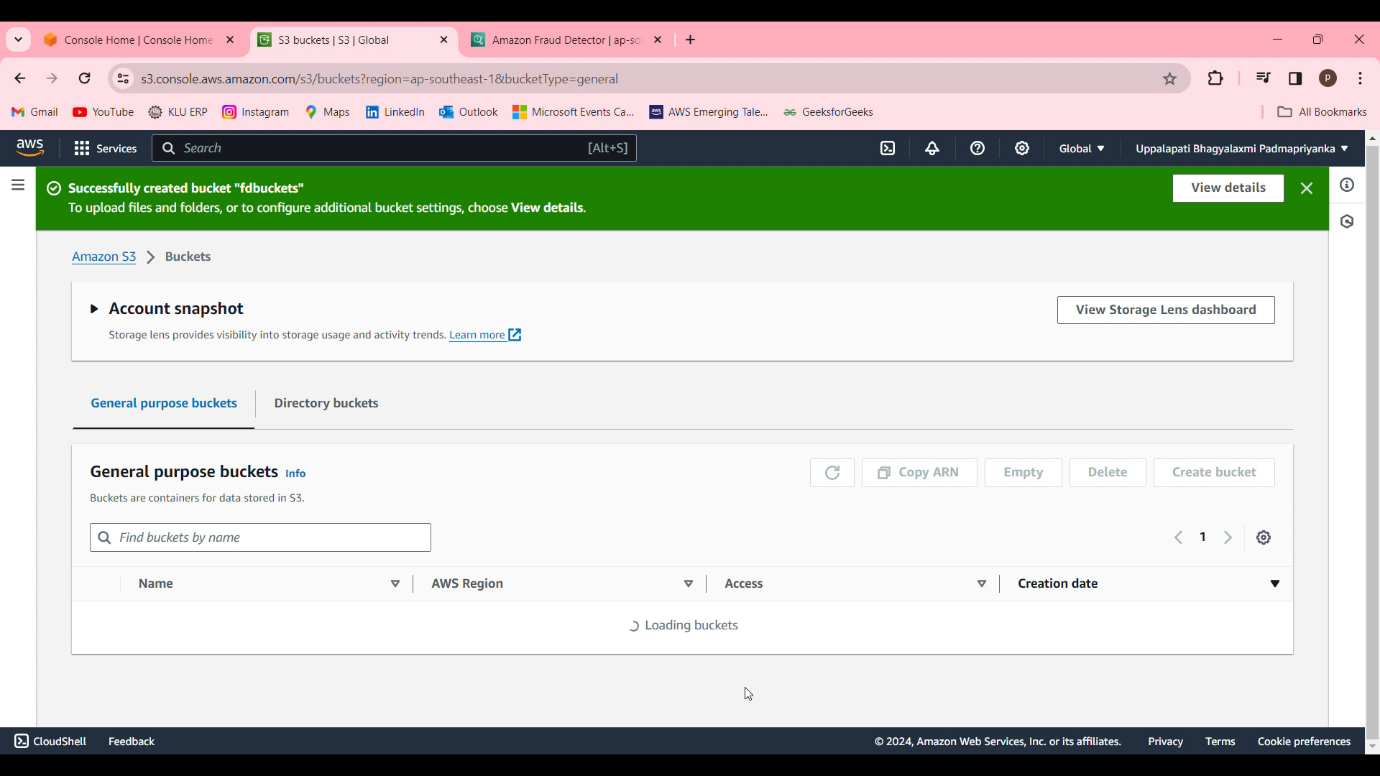 Console Home | Console Home
S3 buckets | S3 | Global
Amazon Fraud Detector | ap-so
s3.console.aws.amazon.com/s3/buckets?region=ap-southeast-1&bucketType=general
P
Gmail
YouTube
KLU ERP
Instagram
Maps
LinkedIn
Outlook
Microsoft Events Ca...
AWS Emerging Tale...
GeeksforGeeks
All Bookmarks
aws
Services
Search
[Alt+S]
Global
Uppalapati Bhagyalaxmi Padmapriyanka
Successfully created bucket "fdbuckets"
To upload files and folders, or to configure additional bucket settings, choose View details.
View details
Amazon S3
Buckets
Account snapshot
Storage lens provides visibility into storage usage and activity trends. Learn more
View Storage Lens dashboard
General purpose buckets
Directory buckets
General purpose buckets Info
Buckets are containers for data stored in S3.
Copy ARN
Empty
Delete
Create bucket
Find buckets by name
1
Name
AWS Region
Access
Creation date
Loading buckets
CloudShell
Feedback
© 2024, Amazon Web Services, Inc. or its affiliates.
Privacy
Terms
Cookie preferences